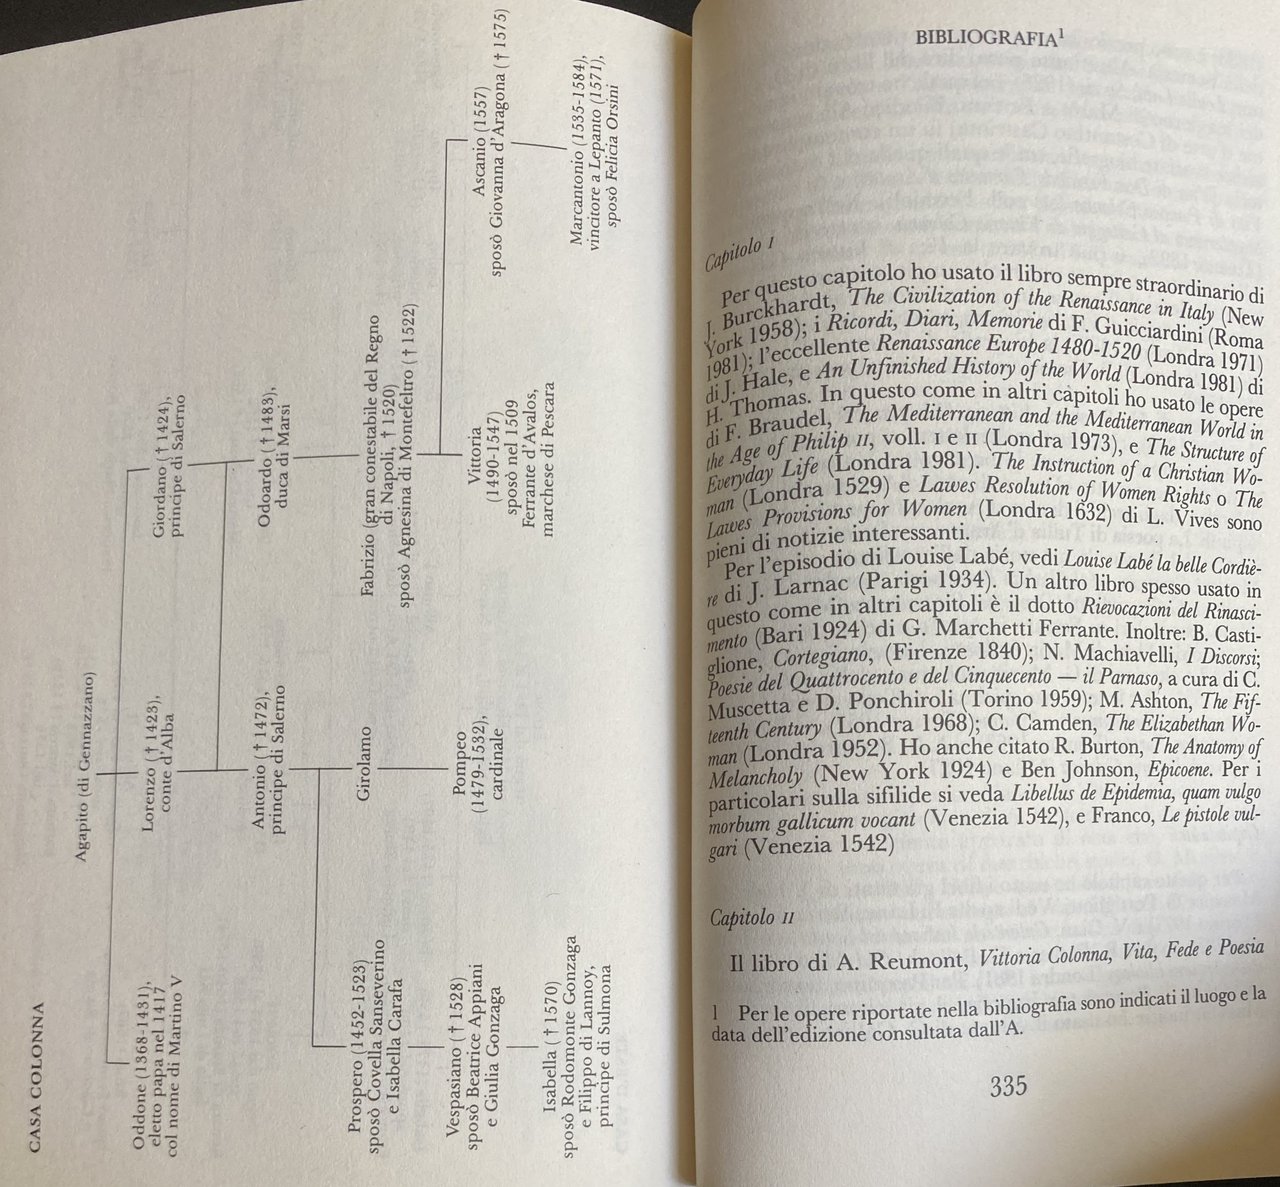 CASA COLONNA
Agapito (di Gennazzano)
Oddone (1368-1431),
eletto papa nel 1417
col nome di Martino V
Lorenzo († 1423),
conte d'Alba
Giordano († 1424),
principe di Salerno
Antonio († 1472),
principe di Salerno
Odoardo († 1483),
duca di Marsi
Prospero (1452-1523)
sposò Covella Sanseverino
e Isabella Carafa
Girolamo
Fabrizio (gran conestabile del Regno
di Napoli, † 1520)
sposò Agnesina di Montefeltro († 1522)
Vespasiano († 1528)
sposò Beatrice Appiani
e Giulia Gonzaga
Pompeo
(1479-1532),
cardinale
Vittoria
(1490-1547)
sposò nel 1509
Ferrante d'Avalos,
marchese di Pescara
Ascanio (1557)
sposò Giovanna d'Aragona († 1575)
Isabella († 1570)
sposò Rodomonte Gonzaga
e Filippo di Lannoy,
principe di Sulmona
Marcantonio (1535-1584),
vincitore a Lepanto (1571),
sposò Felicia Orsini
BIBLIOGRAFIA1
Capitolo I
Per questo capitolo ho usato il libro sempre straordinario di
J. Burckhardt, The Civilization of the Renaissance in Italy (New
York 1958); i Ricordi, Diari, Memorie di F. Guicciardini (Roma
1981); l'eccellente Renaissance Europe 1480-1520 (Londra 1971)
di J. Hale, e An Unfinished History of the World (Londra 1981) di
H. Thomas. In questo come in altri capitoli ho usato le opere
di F. Braudel, The Mediterranean and the Mediterranean World in
the Age of Philip II, voll. I e II (Londra 1973), e The Structure of
Everyday Life (Londra 1981). The Instruction of a Christian Wo-
man (Londra 1529) e Lawes Resolution of Women Rights o The
Lawes Provisions for Women (Londra 1632) di L. Vives sono
pieni di notizie interessanti.
Per l'episodio di Louise Labé, vedi Louise Labé la belle Cordiè-
re di J. Larnac (Parigi 1934). Un altro libro spesso usato in
questo come in altri capitoli è il dotto Rievocazioni del Rinasci-
mento (Bari 1924) di G. Marchetti Ferrante. Inoltre: B. Casti-
glione, Cortegiano, (Firenze 1840); N. Machiavelli, I Discorsi;
Poesie del Quattrocento e del Cinquecento — il Parnaso, a cura di C.
Muscetta e D. Ponchiroli (Torino 1959); M. Ashton, The Fif-
teenth Century (Londra 1968); C. Camden, The Elizabethan Wo-
man (Londra 1952). Ho anche citato R. Burton, The Anatomy of
Melancholy (New York 1924) e Ben Johnson, Epicoene. Per i
particolari sulla sifilide si veda Libellus de Epidemia, quam vulgo
morbum gallicum vocant (Venezia 1542), e Franco, Le pistole vul-
gari (Venezia 1542)
Capitolo II
Il libro di A. Reumont, Vittoria Colonna, Vita, Fede e Poesia
1 Per le opere riportate nella bibliografia sono indicati il luogo e la
data dell'edizione consultata dall'A.
335